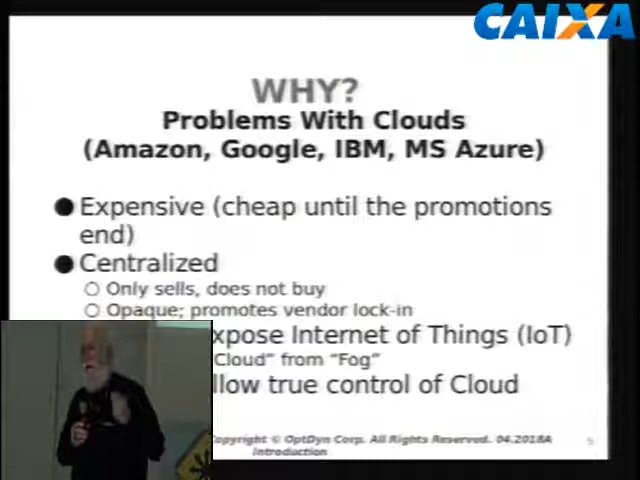 CAIXA
WHY?
Problems With Clouds
(Amazon, Google, IBM, MS Azure)
Expensive (cheap until the promotions
end)
Centralized
Only sells, does not buy
Opaque; promotes vendor lock-in
xpose Internet of Things (IoT)
Cloud” from “Fog”
llow true control of Cloud
opyright © OptDyn Corp. All Rights Reserved. 04.2018A
Introduction
5